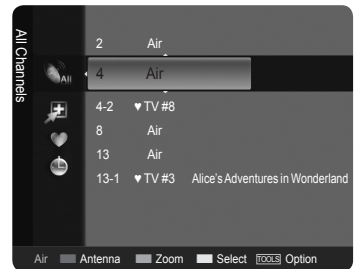 All Channels
All
2 Air
4 Air
4-2 ♥ TV #8
8 Air
13 Air
13-1 ♥ TV #3 Alice's Adventures in Wonderland
Air Antenna Zoom Select TOOLS Option